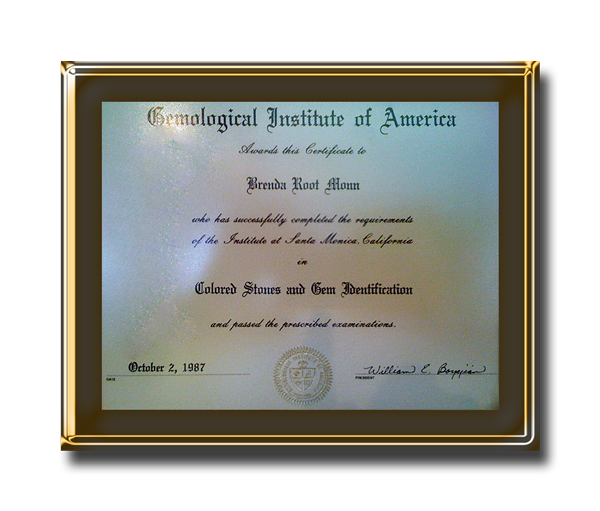 Gemological Institute of America
Awards this Certificate to
Brenda Root Monn
who has successfully completed the requirements
of the Institute at Santa Monica, California
in
Colored Stones and Gem Identification
and passed the prescribed examinations.
October 2, 1987
DATE
William E. Boyajian
PRESIDENT